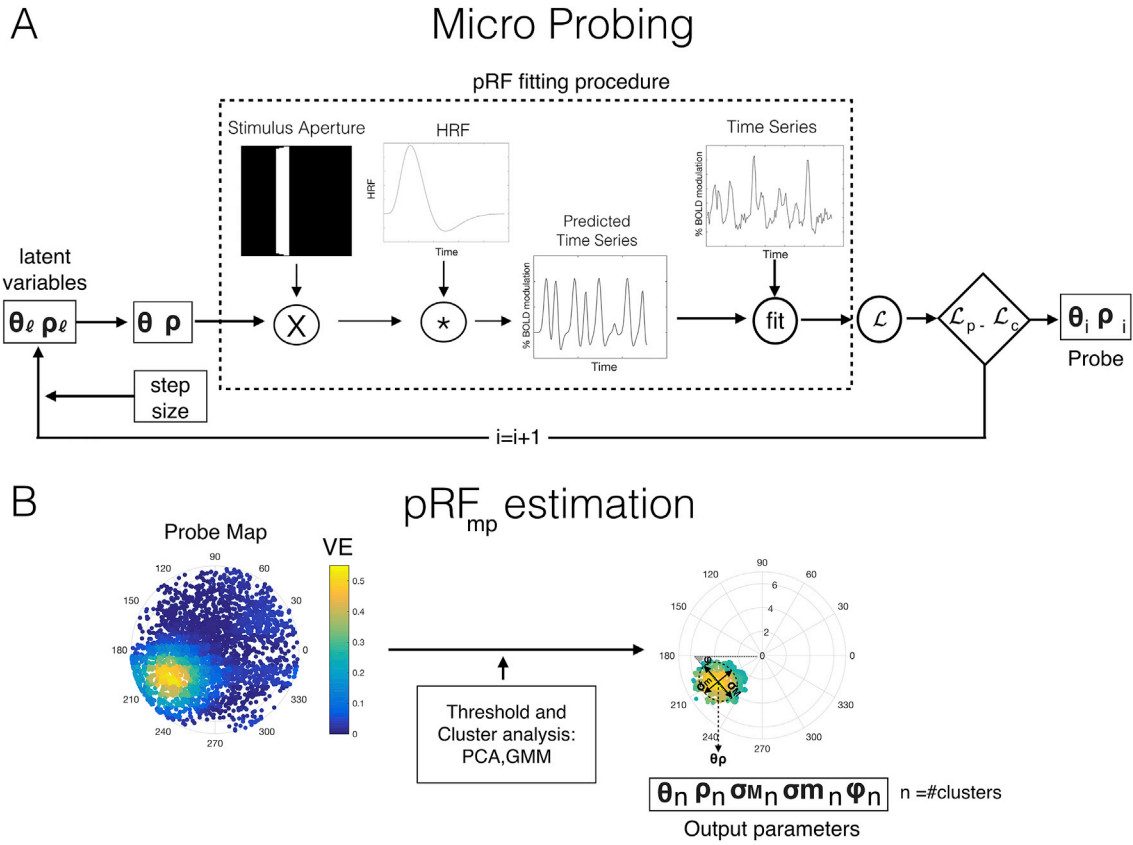 A
Micro Probing
pRF fitting procedure
Stimulus Aperture
HRF
Time Series
HRF
Time
% BOLD modulation
Time
Predicted
Time Series
% BOLD modulation
Time
latent
variables
θℓ ρℓ
θ ρ
X
*
fit
ℒ
ℒp - ℒc
θi ρi
Probe
step
size
i=i+1
B
pRFmp estimation
Probe Map
VE
90
120
60
150
30
180
0
210
240
300
270
0.5
0.4
0.3
0.2
0.1
0
Threshold and
Cluster analysis:
PCA,GMM
90
120
60
150
30
180
0
210
330
240
300
270
6
4
2
0
φ
σm
σM
θρ
θn ρn σMn σmn φn
n =#clusters
Output parameters